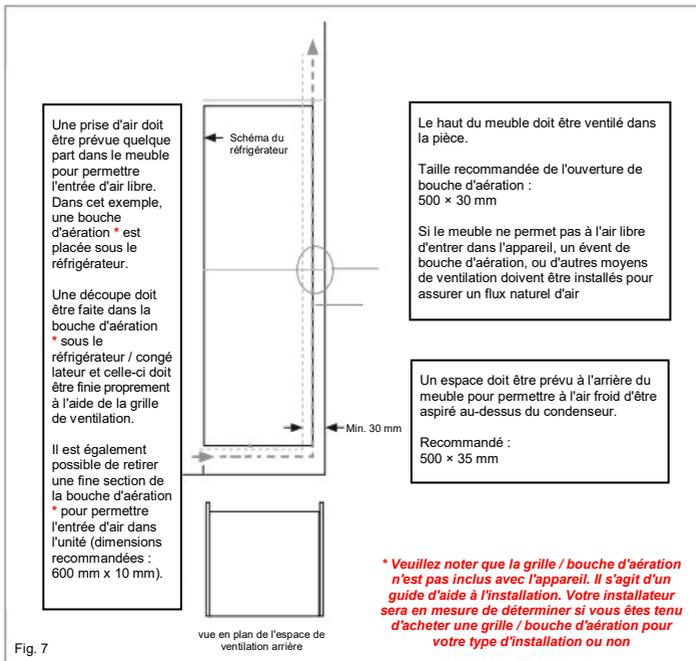 Une prise d'air doit
être prévue quelque
part dans le meuble
pour permettre
l'entrée d'air libre.
Dans cet exemple,
une bouche
d'aération * est
placée sous le
réfrigérateur.
Une découpe doit
être faite dans la
bouche d'aération
* sous le
réfrigérateur / congé
lateur et celle-ci doit
être finie proprement
à l'aide de la grille
de ventilation.
Il est également
possible de retirer
une fine section de
la bouche d'aération
* pour permettre
l'entrée d'air dans
l'unité (dimensions
recommandées :
600 mm x 10 mm).
Schéma du
réfrigérateur
Min. 30 mm
vue en plan de l'espace de
ventilation arrière
Le haut du meuble doit être ventilé dans
la pièce.
Taille recommandée de l'ouverture de
bouche d'aération :
500 × 30 mm
Si le meuble ne permet pas à l'air libre
d'entrer dans l'appareil, un évent de
bouche d'aération, ou d'autres moyens
de ventilation doivent être installés pour
assurer un flux naturel d'air
Un espace doit être prévu à l'arrière du
meuble pour permettre à l'air froid d'être
aspiré au-dessus du condenseur.
Recommandé :
500 × 35 mm
* Veuillez noter que la grille / bouche d'aération
n'est pas inclus avec l'appareil. Il s'agit d'un
guide d'aide à l'installation. Votre installateur
sera en mesure de déterminer si vous êtes tenu
d'acheter une grille / bouche d'aération pour
votre type d'installation ou non
Fig. 7